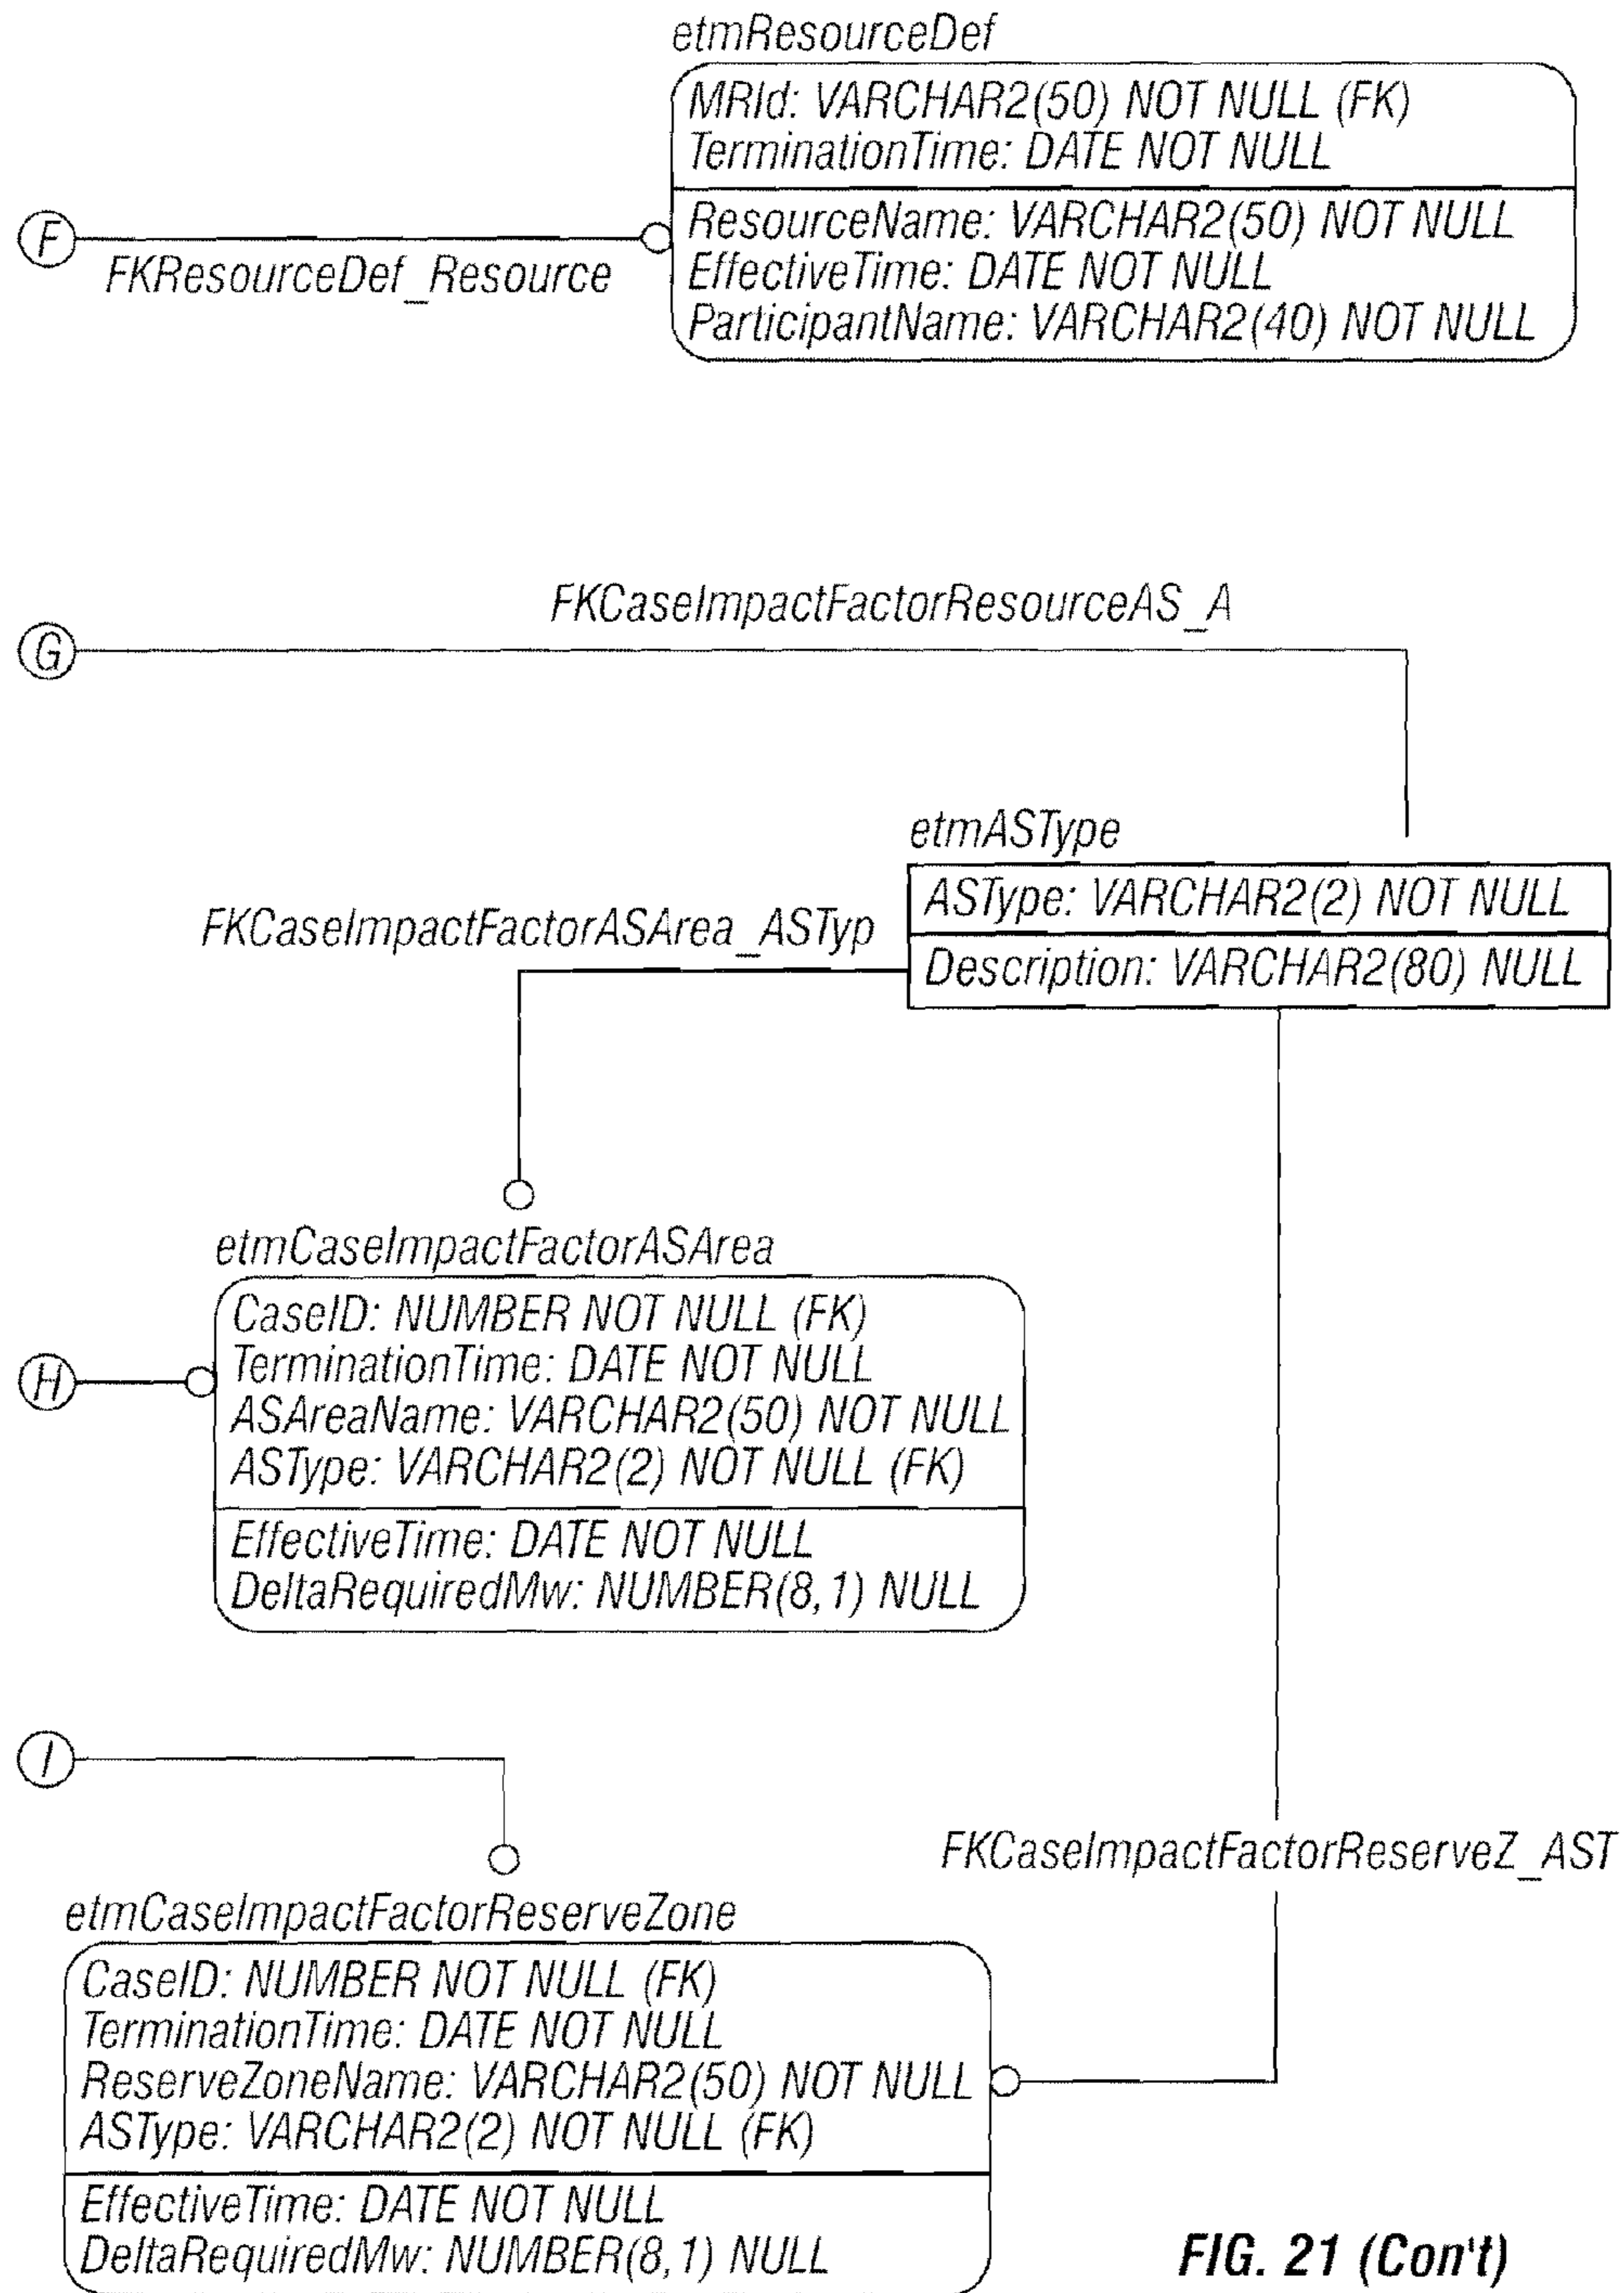 etmResourceDef
MRId: VARCHAR2(50) NOT NULL (FK)
TerminationTime: DATE NOT NULL
ResourceName: VARCHAR2(50) NOT NULL
EffectiveTime: DATE NOT NULL
ParticipantName: VARCHAR2(40) NOT NULL
F
FKResourceDef_Resource
FKCaseImpactFactorResourceAS_A
G
etmASType
ASType: VARCHAR2(2) NOT NULL
Description: VARCHAR2(80) NULL
FKCaseImpactFactorASArea_ASTyp
etmCaseImpactFactorASArea
CaseID: NUMBER NOT NULL (FK)
TerminationTime: DATE NOT NULL
ASAreaName: VARCHAR2(50) NOT NULL
ASType: VARCHAR2(2) NOT NULL (FK)
EffectiveTime: DATE NOT NULL
DeltaRequiredMw: NUMBER(8,1) NULL
H
I
FKCaseImpactFactorReserveZ_AST
etmCaseImpactFactorReserveZone
CaseID: NUMBER NOT NULL (FK)
TerminationTime: DATE NOT NULL
ReserveZoneName: VARCHAR2(50) NOT NULL
ASType: VARCHAR2(2) NOT NULL (FK)
EffectiveTime: DATE NOT NULL
DeltaRequiredMw: NUMBER(8,1) NULL
FIG. 21 (Con't)